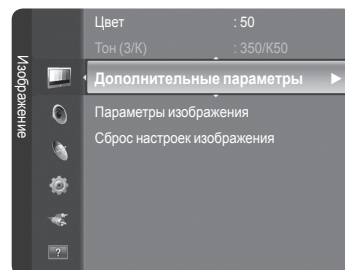 Изображение
Цвет : 50
Тон (З/К) : 350/К50
Дополнительные параметры
Параметры изображения
Сброс настроек изображения
?